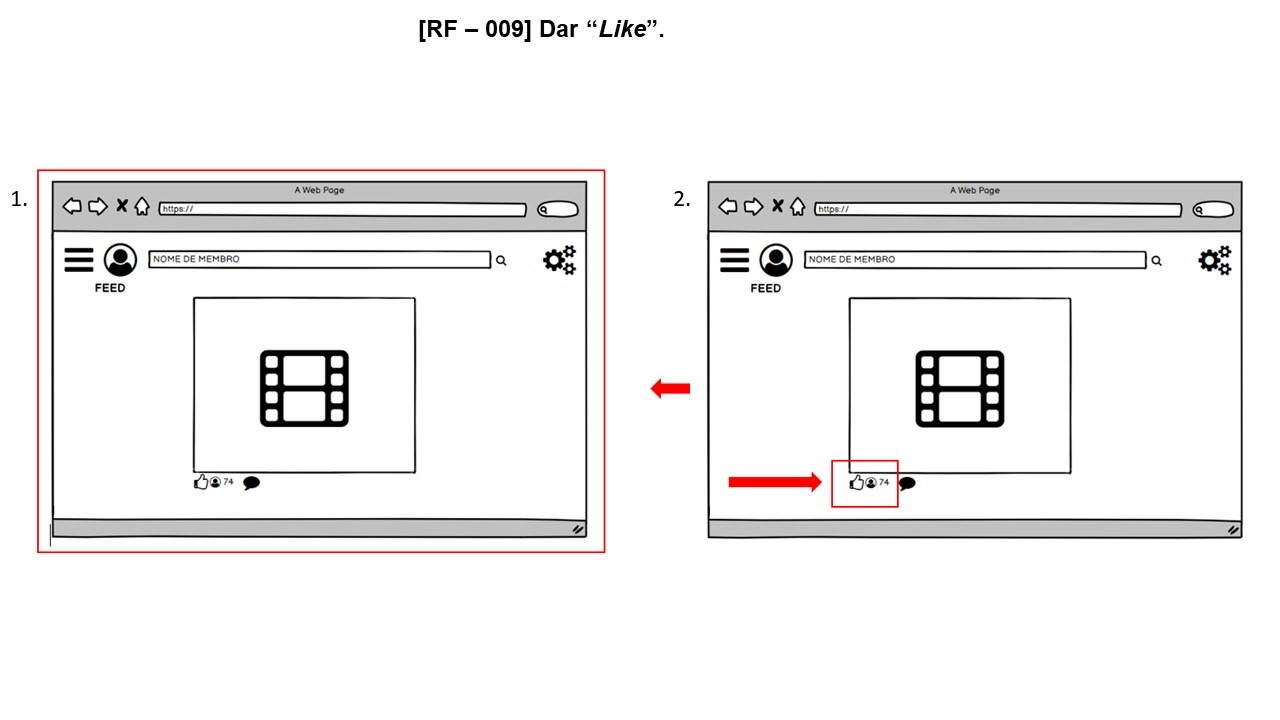 [RF – 009] Dar “Like”.
1.
A Web Page
https://
NOME DE MEMBRO
FEED
74
2.
A Web Page
https://
NOME DE MEMBRO
FEED
74